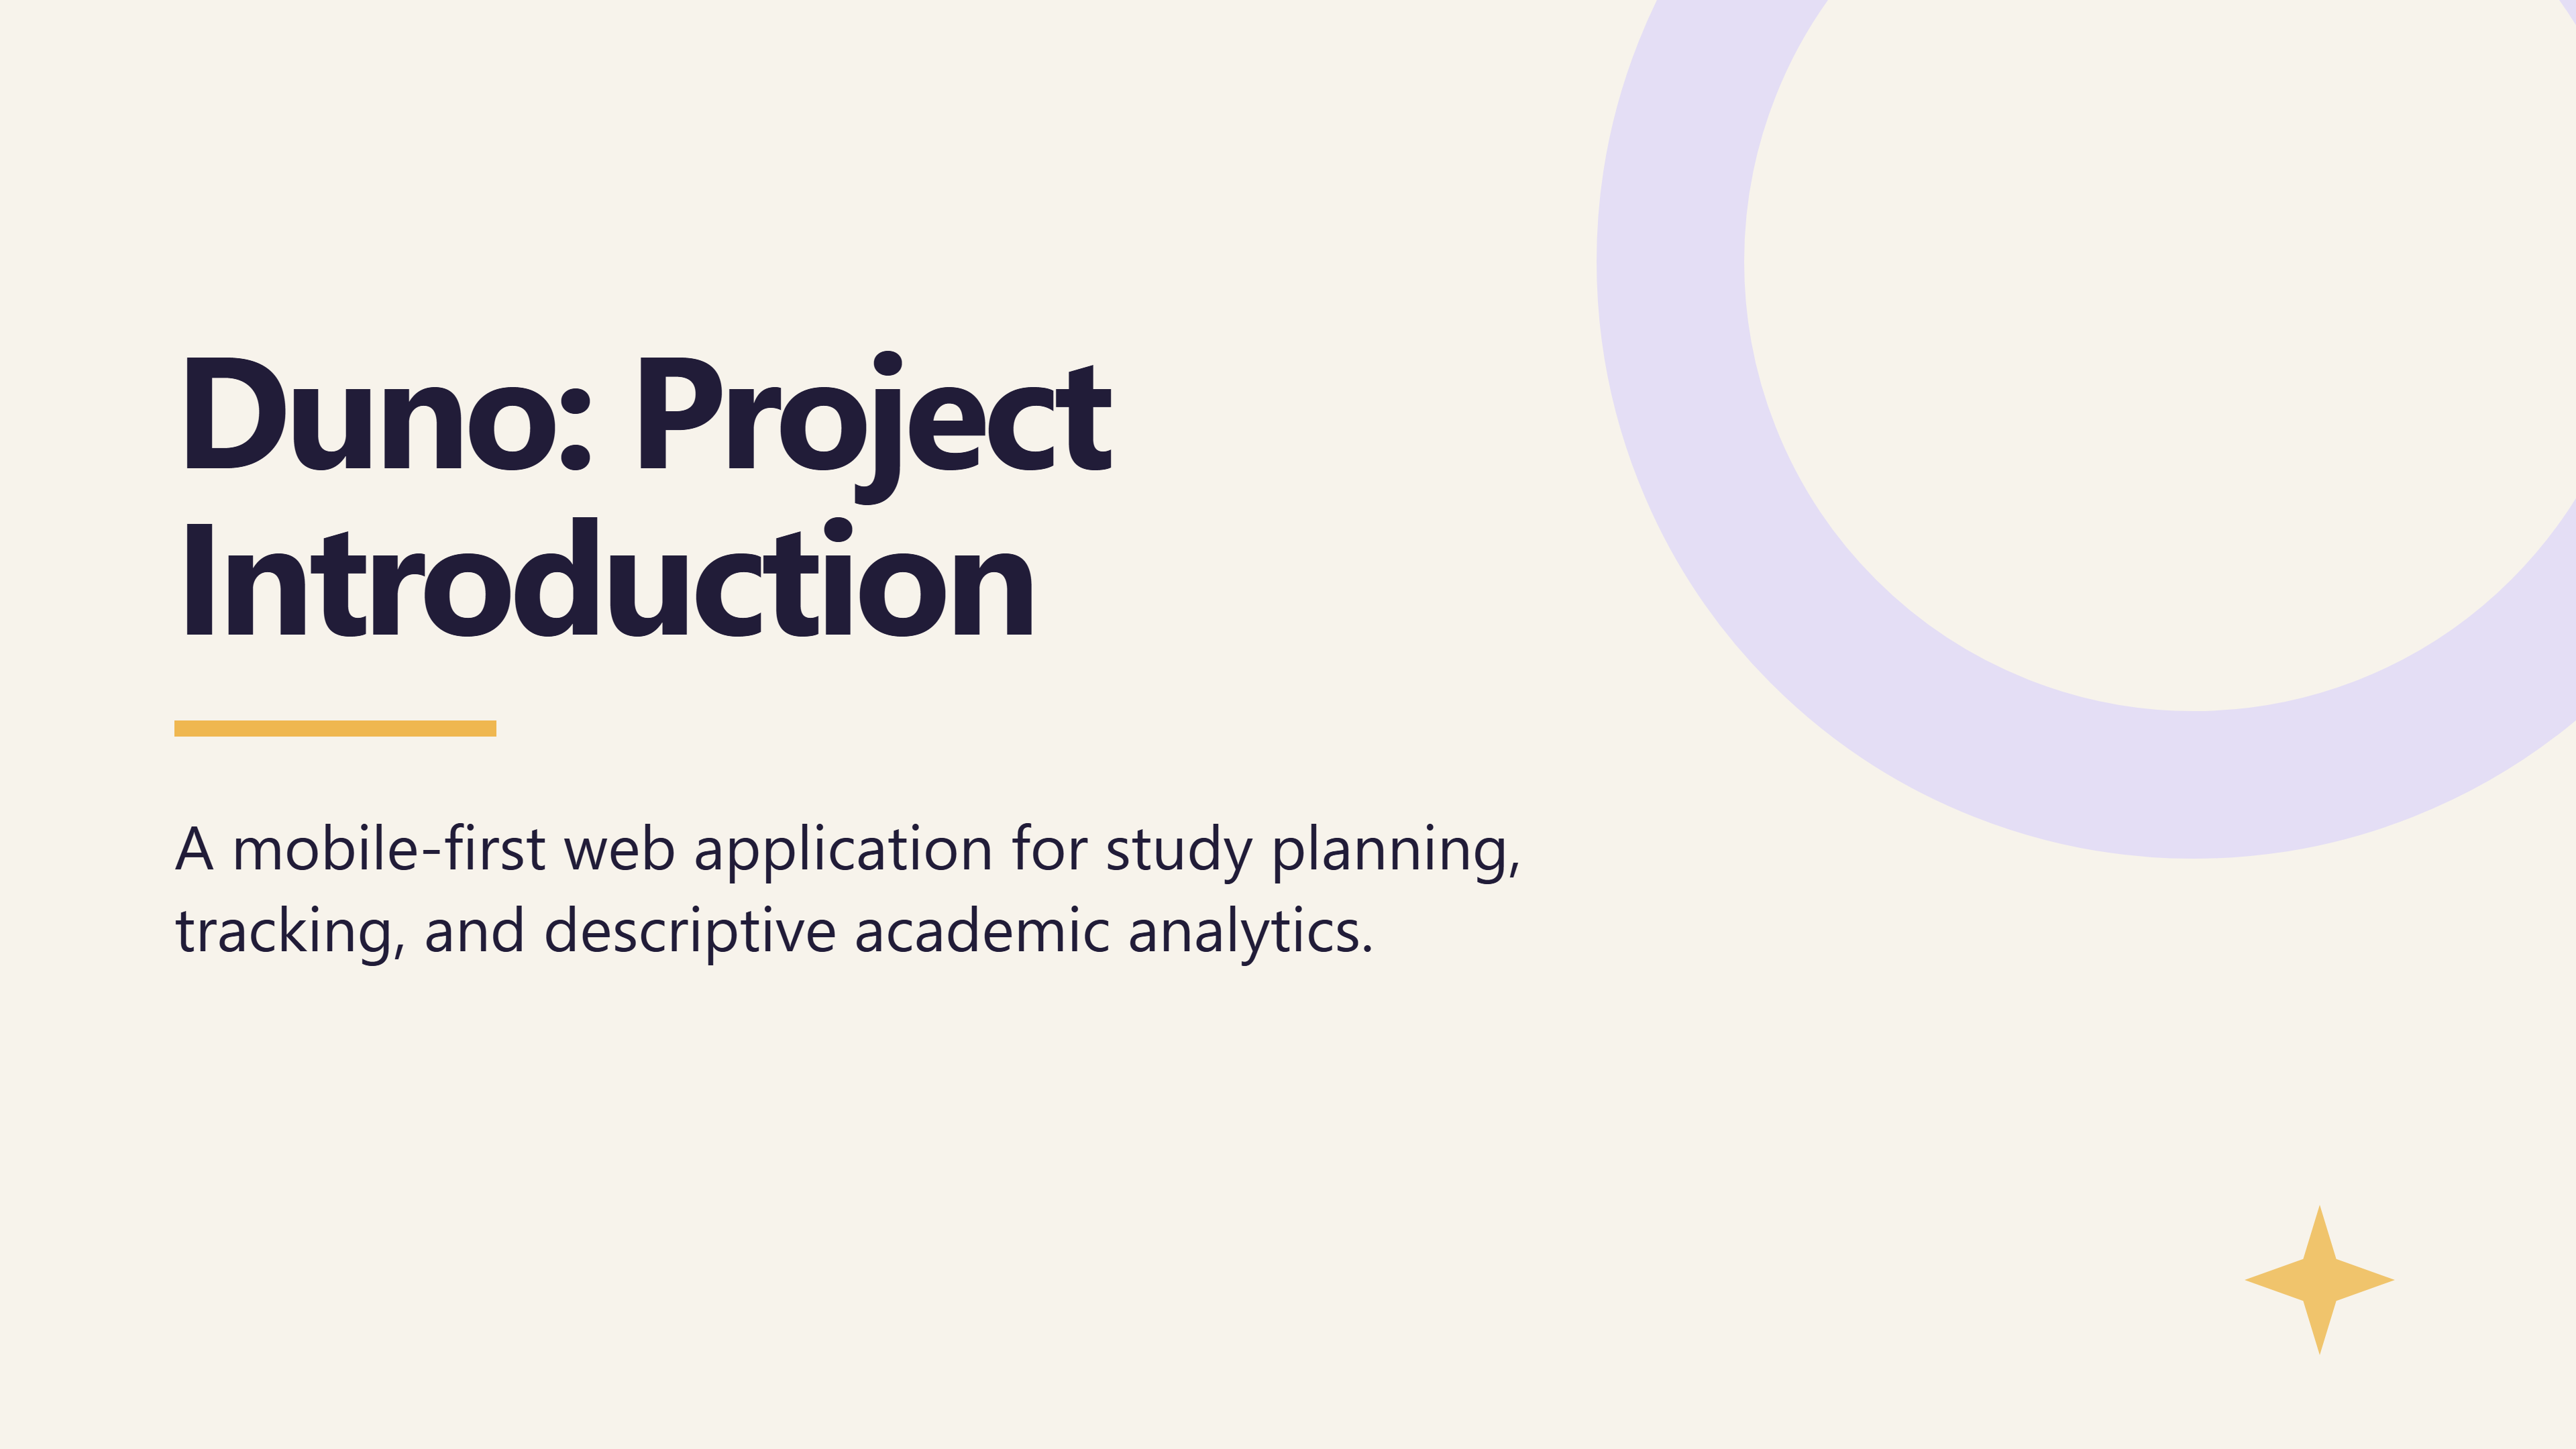 Duno: Project
Introduction
A mobile-first web application for study planning,
tracking, and descriptive academic analytics.